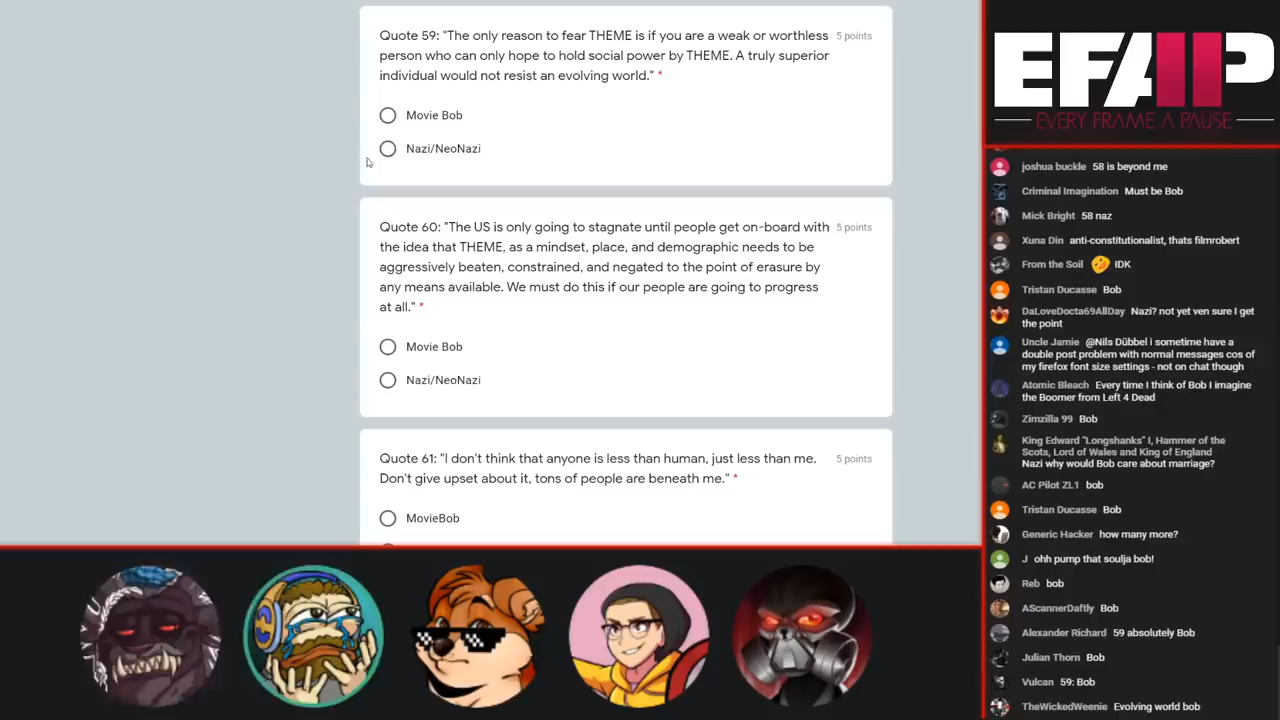 Quote 59: "The only reason to fear THEME is if you are a weak or worthless
5 points
person who can only hope to hold social power by THEME. A truly superior
individual would not resist an evolving world." *
Movie Bob
Nazi/NeoNazi
Quote 60: "The US is only going to stagnate until people get on-board with
5 points
the idea that THEME, as a mindset, place, and demographic needs to be
aggressively beaten, constrained, and negated to the point of erasure by
any means available. We must do this if our people are going to progress
at all." *
Movie Bob
Nazi/NeoNazi
Quote 61: "I don't think that anyone is less than human, just less than me.
5 points
Don't give upset about it, tons of people are beneath me." *
MovieBob
EFAP
EVERY FRAME A PAUSE
joshua buckle 58 is beyond me
Criminal Imagination Must be Bob
Mick Bright 58 naz
Xuna Din anti-constitutionalist, thats filmrobert
From the Soil IDK
Tristan Ducasse Bob
DaLoveDocta69AllDay Nazi? not yet ven sure I get
the point
Uncle Jamie @Nils Dübbel i sometime have a
double post problem with normal messages cos of
my firefox font size settings - not on chat though
Atomic Bleach Every time I think of Bob I imagine
the Boomer from Left 4 Dead
Zimzilla 99 Bob
King Edward "Longshanks" I, Hammer of the
Scots, Lord of Wales and King of England
Nazi why would Bob care about marriage?
AC Pilot ZL1 bob
Tristan Ducasse Bob
Generic Hacker how many more?
J ohh pump that soulja bob!
Reb bob
AScannerDaftly Bob
Alexander Richard 59 absolutely Bob
Julian Thorn Bob
Vulcan 59: Bob
TheWickedWeenie Evolving world bob